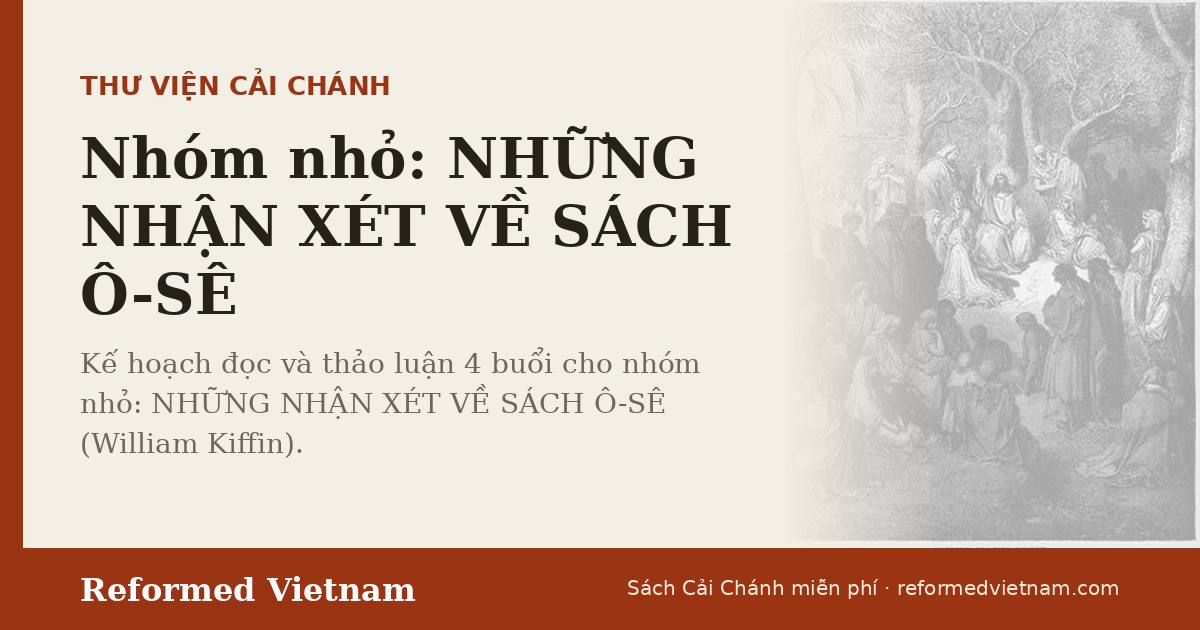 THƯ VIỆN CẢI CHÁNH
Nhóm nhỏ: NHỮNG
NHẬN XÉT VỀ SÁCH
Ô-SÊ
Kế hoạch đọc và thảo luận 4 buổi cho nhóm
nhỏ: NHỮNG NHẬN XÉT VỀ SÁCH Ô-SÊ
(William Kiffin).
Reformed Vietnam
Sách Cải Chánh miễn phí · reformedvietnam.com